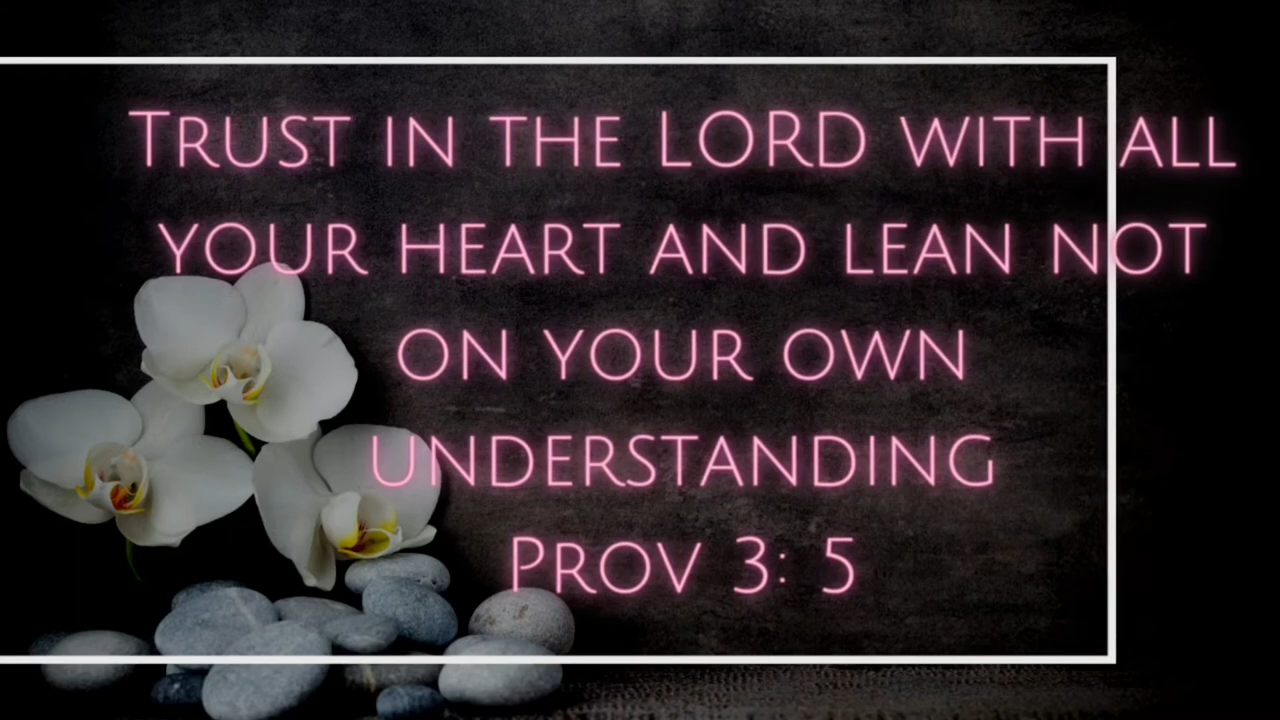 Trust in the LORD with all
your heart and lean not
on your own
understanding
Prov 3: 5